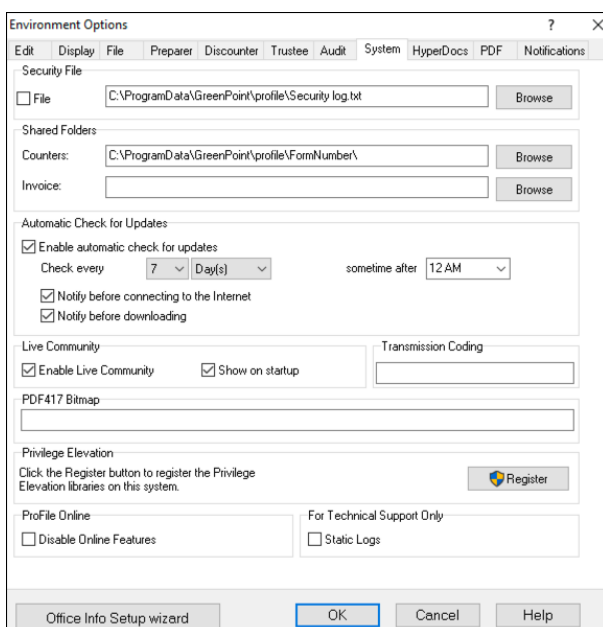 Environment Options ?
Edit Display File Preparer Discounter Trustee Audit System HyperDocs PDF Notifications
Security File
File C:\ProgramData\GreenPoint\profile\Security log.txt Browse
Shared Folders
Counters: C:\ProgramData\GreenPoint\profile\FormNumber\ Browse
Invoice: Browse
Automatic Check for Updates
Enable automatic check for updates
Check every 7 Day(s) sometime after 12 AM
Notify before connecting to the Internet
Notify before downloading
Live Community Transmission Coding
Enable Live Community Show on startup
PDF417 Bitmap
Privilege Elevation
Click the Register button to register the Privilege
Elevation libraries on this system. Register
ProFile Online For Technical Support Only
Disable Online Features Static Logs
Office Info Setup wizard OK Cancel Help